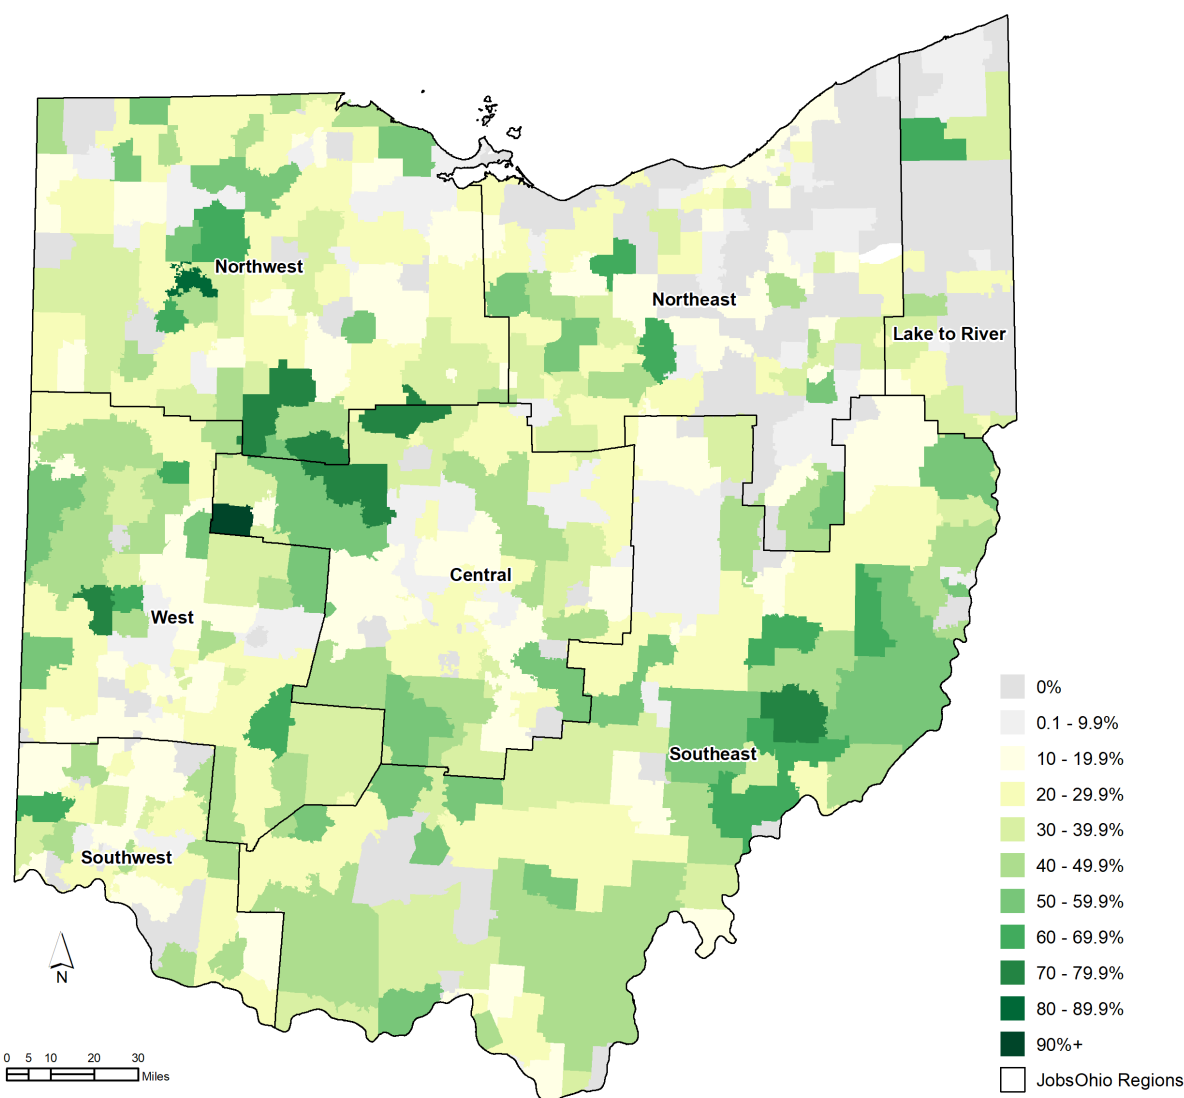 Northwest
Northeast
Lake to River
Central
West
Southeast
Southwest
0%
0.1 - 9.9%
10 - 19.9%
20 - 29.9%
30 - 39.9%
40 - 49.9%
50 - 59.9%
60 - 69.9%
70 - 79.9%
80 - 89.9%
90%+
JobsOhio Regions
N
0 5 10 20 30
Miles